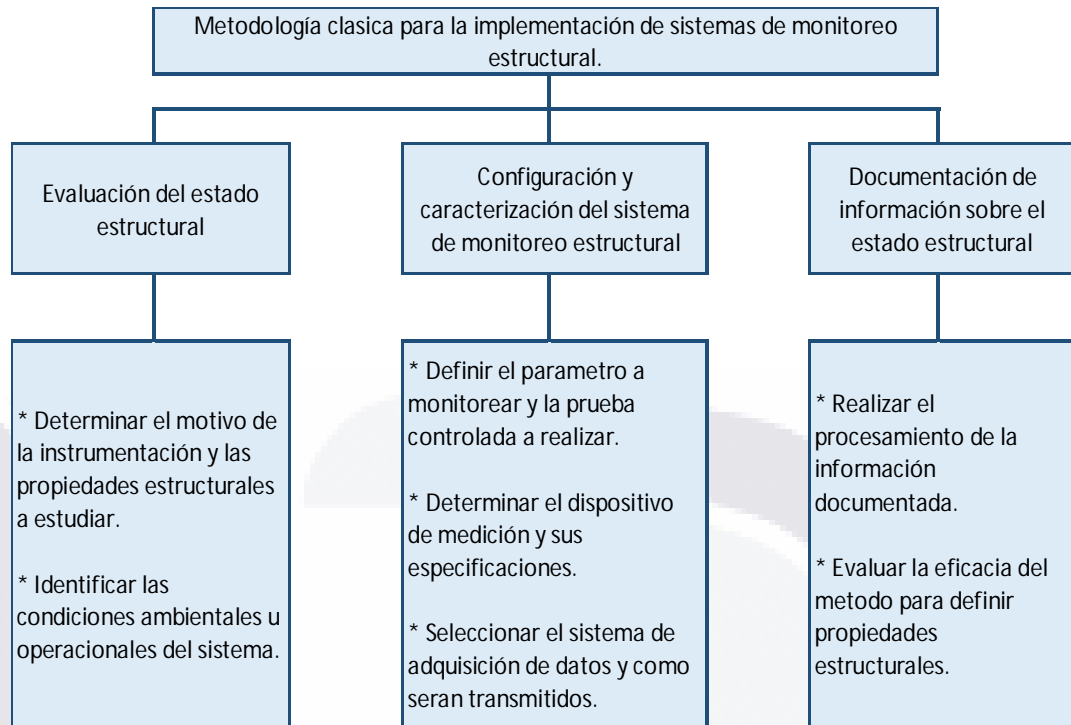 Metodología clasica para la implementación de sistemas de monitoreo
estructural.
Evaluación del estado
estructural
Configuración y
caracterización del sistema
de monitoreo estructural
Documentación de
información sobre el
estado estructural
* Determinar el motivo de
la instrumentación y las
propiedades estructurales
a estudiar.
* Identificar las
condiciones ambientales u
operacionales del sistema.
* Definir el parametro a
monitorear y la prueba
controlada a realizar.
* Determinar el dispositivo
de medición y sus
especificaciones.
* Seleccionar el sistema de
adquisición de datos y como
seran transmitidos.
* Realizar el
procesamiento de la
información
documentada.
* Evaluar la eficacia del
metodo para definir
propiedades
estructurales.